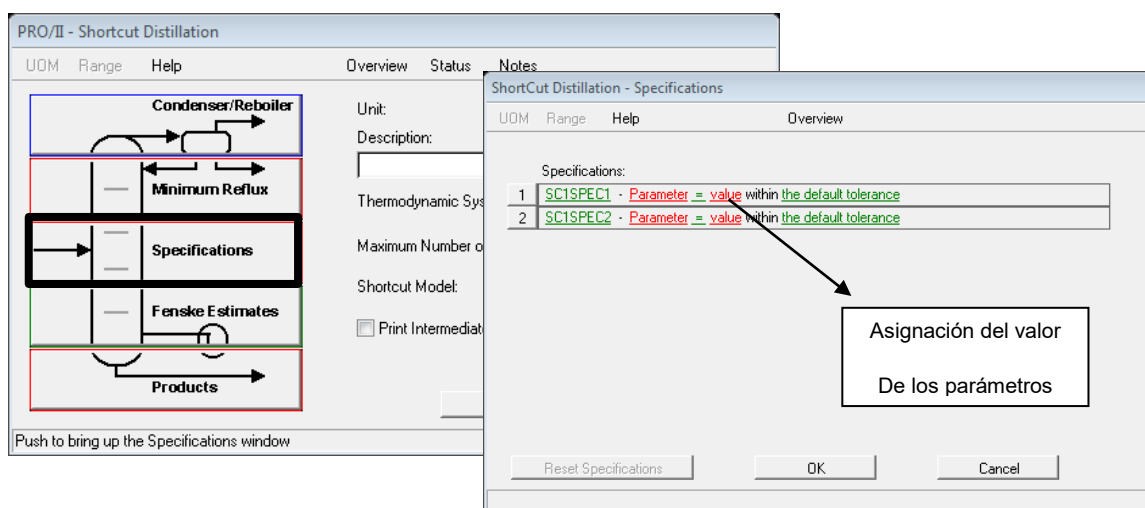 PRO/II - Shortcut Distillation
UOM Range Help Overview Status Notes
Condenser/Reboiler
Minimum Reflux
Specifications
Fenske Estimates
Products
Unit:
Description:
Thermodynamic Sys
Maximum Number o
Shortcut Model:
Print Intermediat
Push to bring up the Specifications window
ShortCut Distillation - Specifications
UOM Range Help Overview
Specifications:
1 SC1SPEC1 - Parameter = value within the default tolerance
2 SC1SPEC2 - Parameter = value within the default tolerance
Asignación del valor
De los parámetros
Reset Specifications OK Cancel